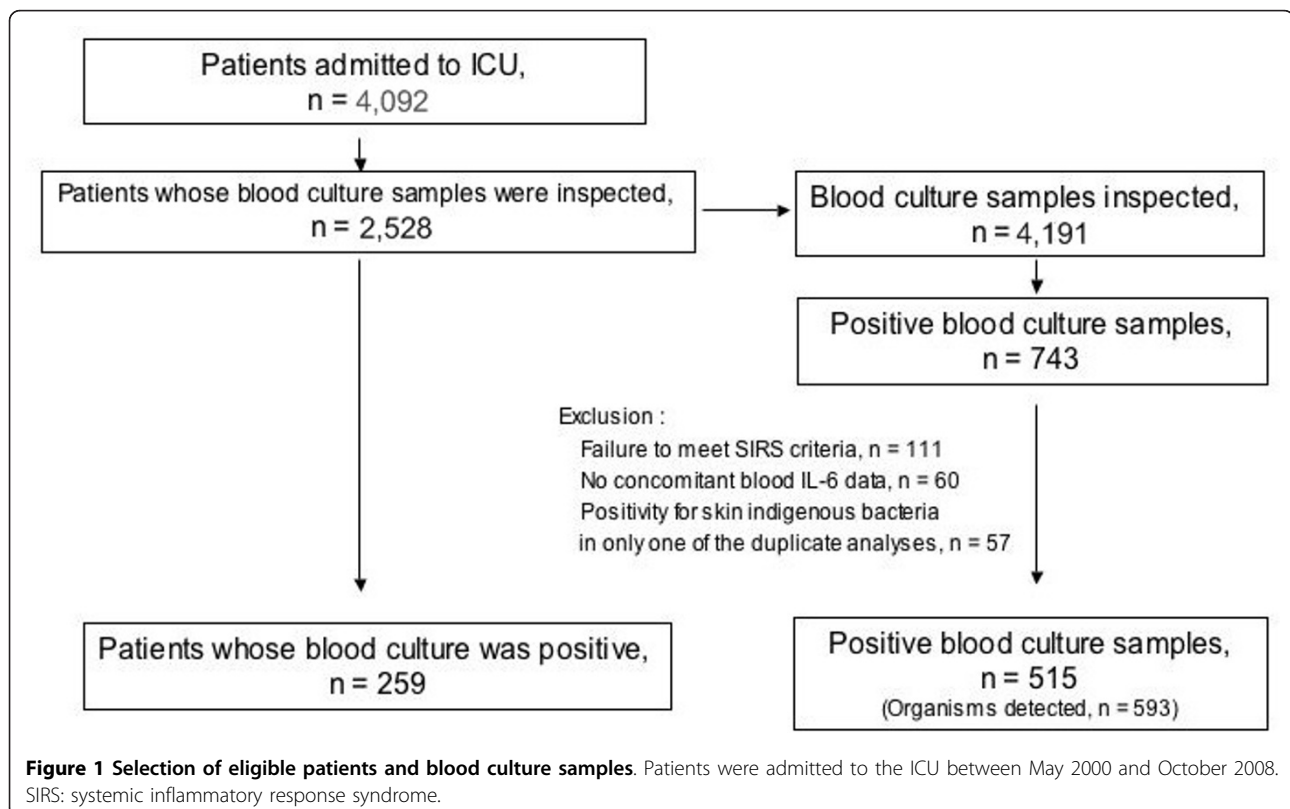 Patients admitted to ICU,
n = 4,092
Patients whose blood culture samples were inspected,
n = 2,528
Blood culture samples inspected,
n = 4,191
Positive blood culture samples,
n = 743
Exclusion :
Failure to meet SIRS criteria, n = 111
No concomitant blood IL-6 data, n = 60
Positivity for skin indigenous bacteria
in only one of the duplicate analyses, n = 57
Patients whose blood culture was positive,
n = 259
Positive blood culture samples,
n = 515
(Organisms detected, n = 593)
Figure 1 Selection of eligible patients and blood culture samples. Patients were admitted to the ICU between May 2000 and October 2008.
SIRS: systemic inflammatory response syndrome.